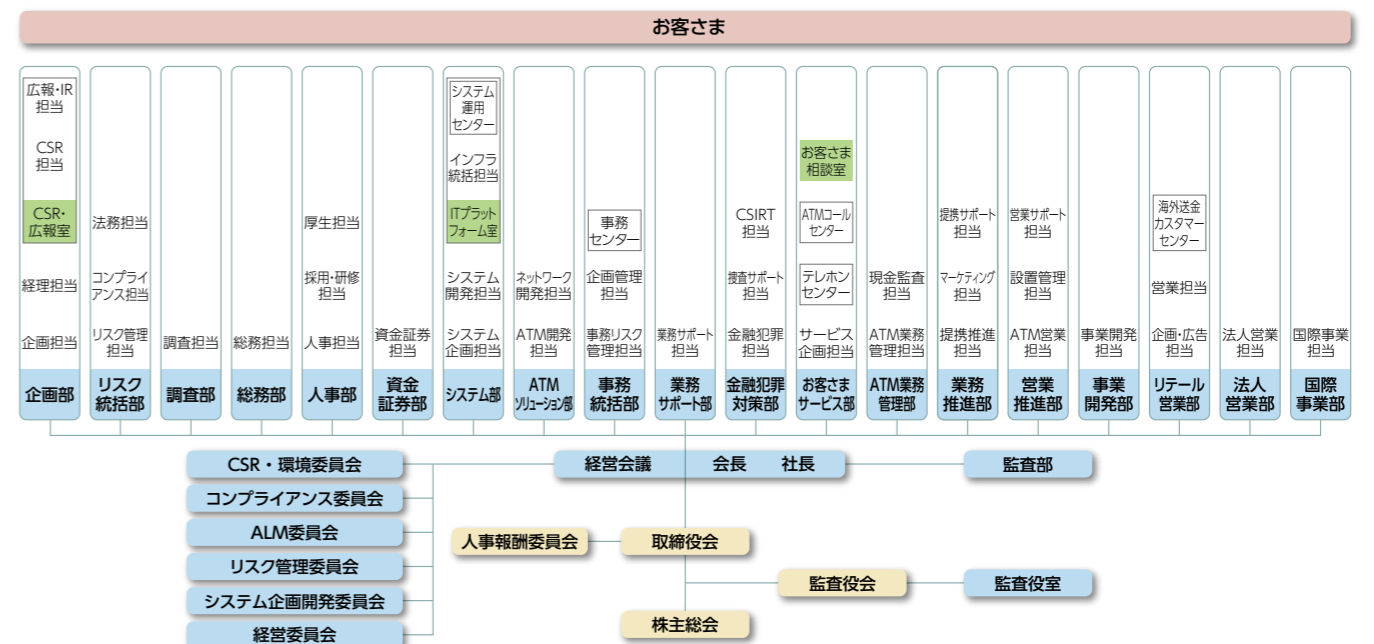 お客さま
広報・IR
担当
CSR
担当
CSR・
広報室
経理担当
企画担当
企画部
法務担当
コンプライ
アンス担当
リスク管理
担当
リスク
統括部
調査担当
調査部
総務担当
総務部
厚生担当
採用・研修
担当
人事担当
人事部
資金証券
担当
資金
証券部
システム
運用
センター
インフラ
統括担当
ITプラット
フォーム室
システム
開発担当
システム
企画担当
システム部
ネットワーク
開発担当
ATM開発
担当
ATM
ソリューション部
事務
センター
企画管理
担当
事務リスク
管理担当
事務
統括部
業務サポート
担当
業務
サポート部
CSIRT
担当
捜査サポート
担当
金融犯罪
担当
金融犯罪
対策部
お客さま
相談室
ATMコール
センター
テレホン
センター
サービス
企画担当
お客さま
サービス部
現金監査
担当
ATM業務
管理担当
ATM業務
管理部
提携サポート
担当
マーケティング
担当
提携推進
担当
業務
推進部
営業サポート
担当
設置管理
担当
ATM営業
担当
営業
推進部
事業開発
担当
事業
開発部
海外送金
カスタマー
センター
営業担当
企画・広告
担当
リテール
営業部
法人営業
担当
法人
営業部
国際事業
担当
国際
事業部
CSR・環境委員会
コンプライアンス委員会
ALM委員会
リスク管理委員会
システム企画開発委員会
経営委員会
経営会議 会長 社長
監査部
人事報酬委員会
取締役会
監査役会
監査役室
株主総会